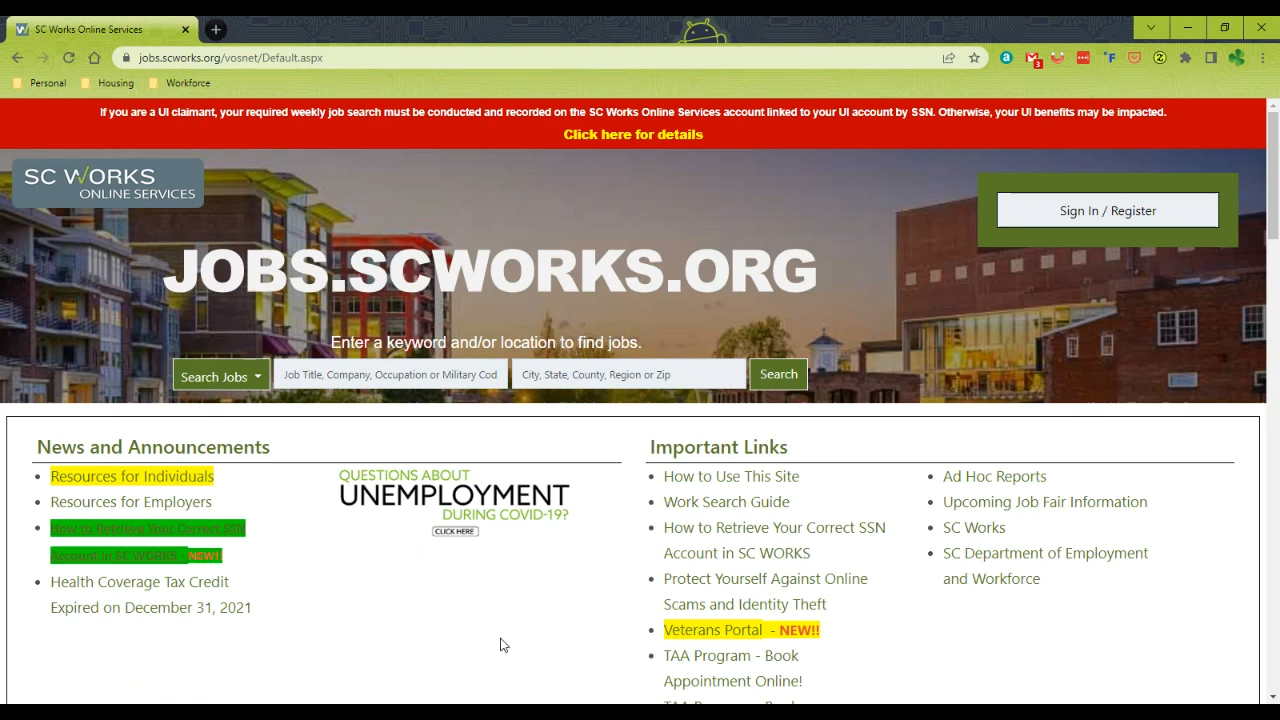 SC Works Online Services
jobs.scworks.org/vosnet/Default.aspx
3
Personal
Housing
Workforce
If you are a UI claimant, your required weekly job search must be conducted and recorded on the SC Works Online Services account linked to your UI account by SSN. Otherwise, your UI benefits may be impacted.
Click here for details
SC WORKS
ONLINE SERVICES
Sign In / Register
JOBS.SCWORKS.ORG
Enter a keyword and/or location to find jobs.
Search Jobs
Job Title, Company, Occupation or Military Cod
City, State, County, Region or Zip
Search
News and Announcements
Resources for Individuals
Resources for Employers
How to Retrieve Your Correct SSN
Account in SC WORKS - NEW!!
Health Coverage Tax Credit
Expired on December 31, 2021
QUESTIONS ABOUT
UNEMPLOYMENT
DURING COVID-19?
CLICK HERE
Important Links
How to Use This Site
Work Search Guide
How to Retrieve Your Correct SSN
Account in SC WORKS
Protect Yourself Against Online
Scams and Identity Theft
Veterans Portal - NEW!!
TAA Program - Book
Appointment Online!
Ad Hoc Reports
Upcoming Job Fair Information
SC Works
SC Department of Employment
and Workforce